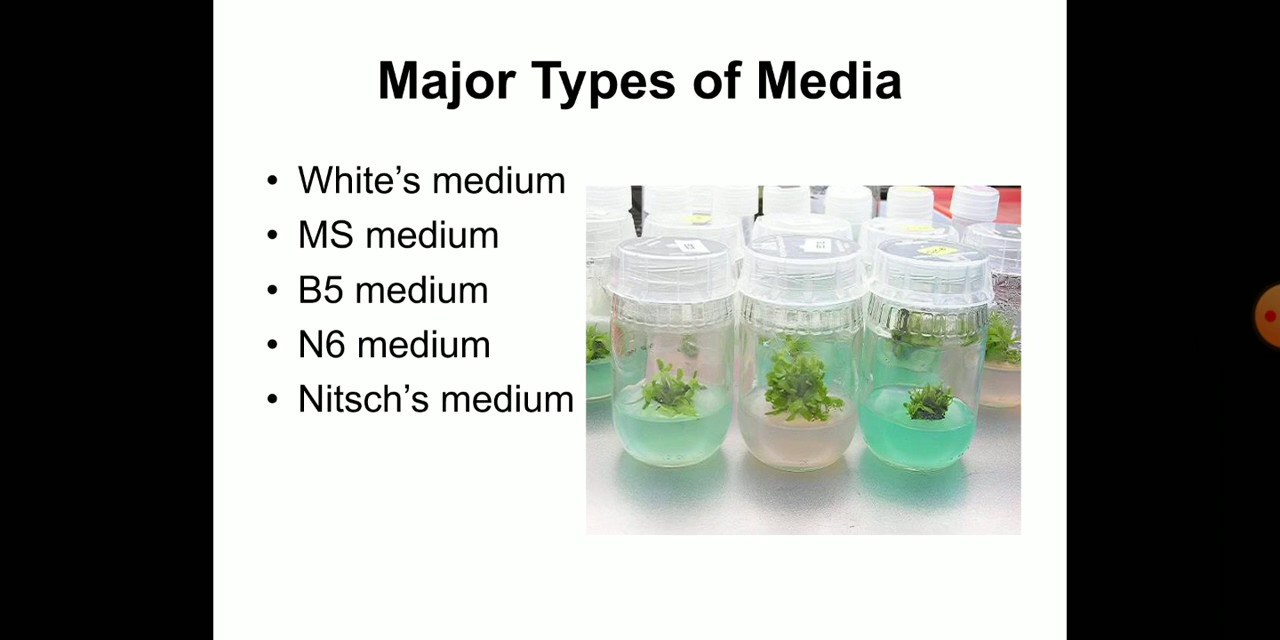 Major Types of Media
• White’s medium
• MS medium
• B5 medium
• N6 medium
• Nitsch’s medium